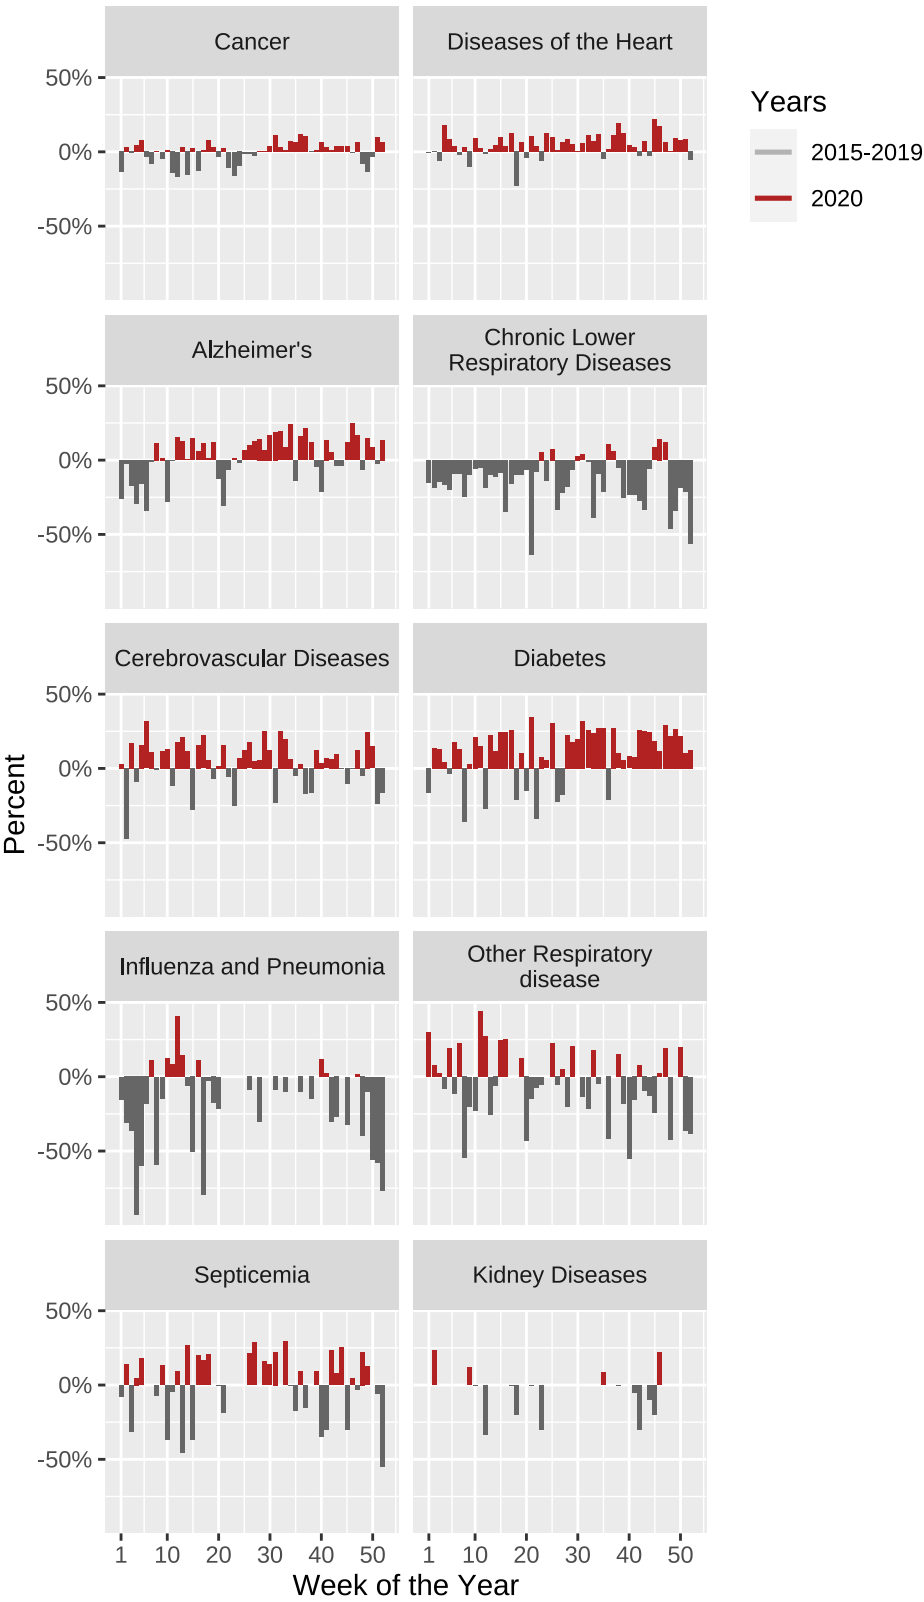 Cancer
Diseases of the Heart
50%
0%
-50%
Years
2015-2019
2020
Alzheimer's
Chronic Lower
Respiratory Diseases
50%
0%
-50%
Cerebrovascular Diseases
Diabetes
50%
0%
-50%
Percent
Influenza and Pneumonia
Other Respiratory
disease
50%
0%
-50%
Septicemia
Kidney Diseases
50%
0%
-50%
1 10 20 30 40 50
1 10 20 30 40 50
Week of the Year